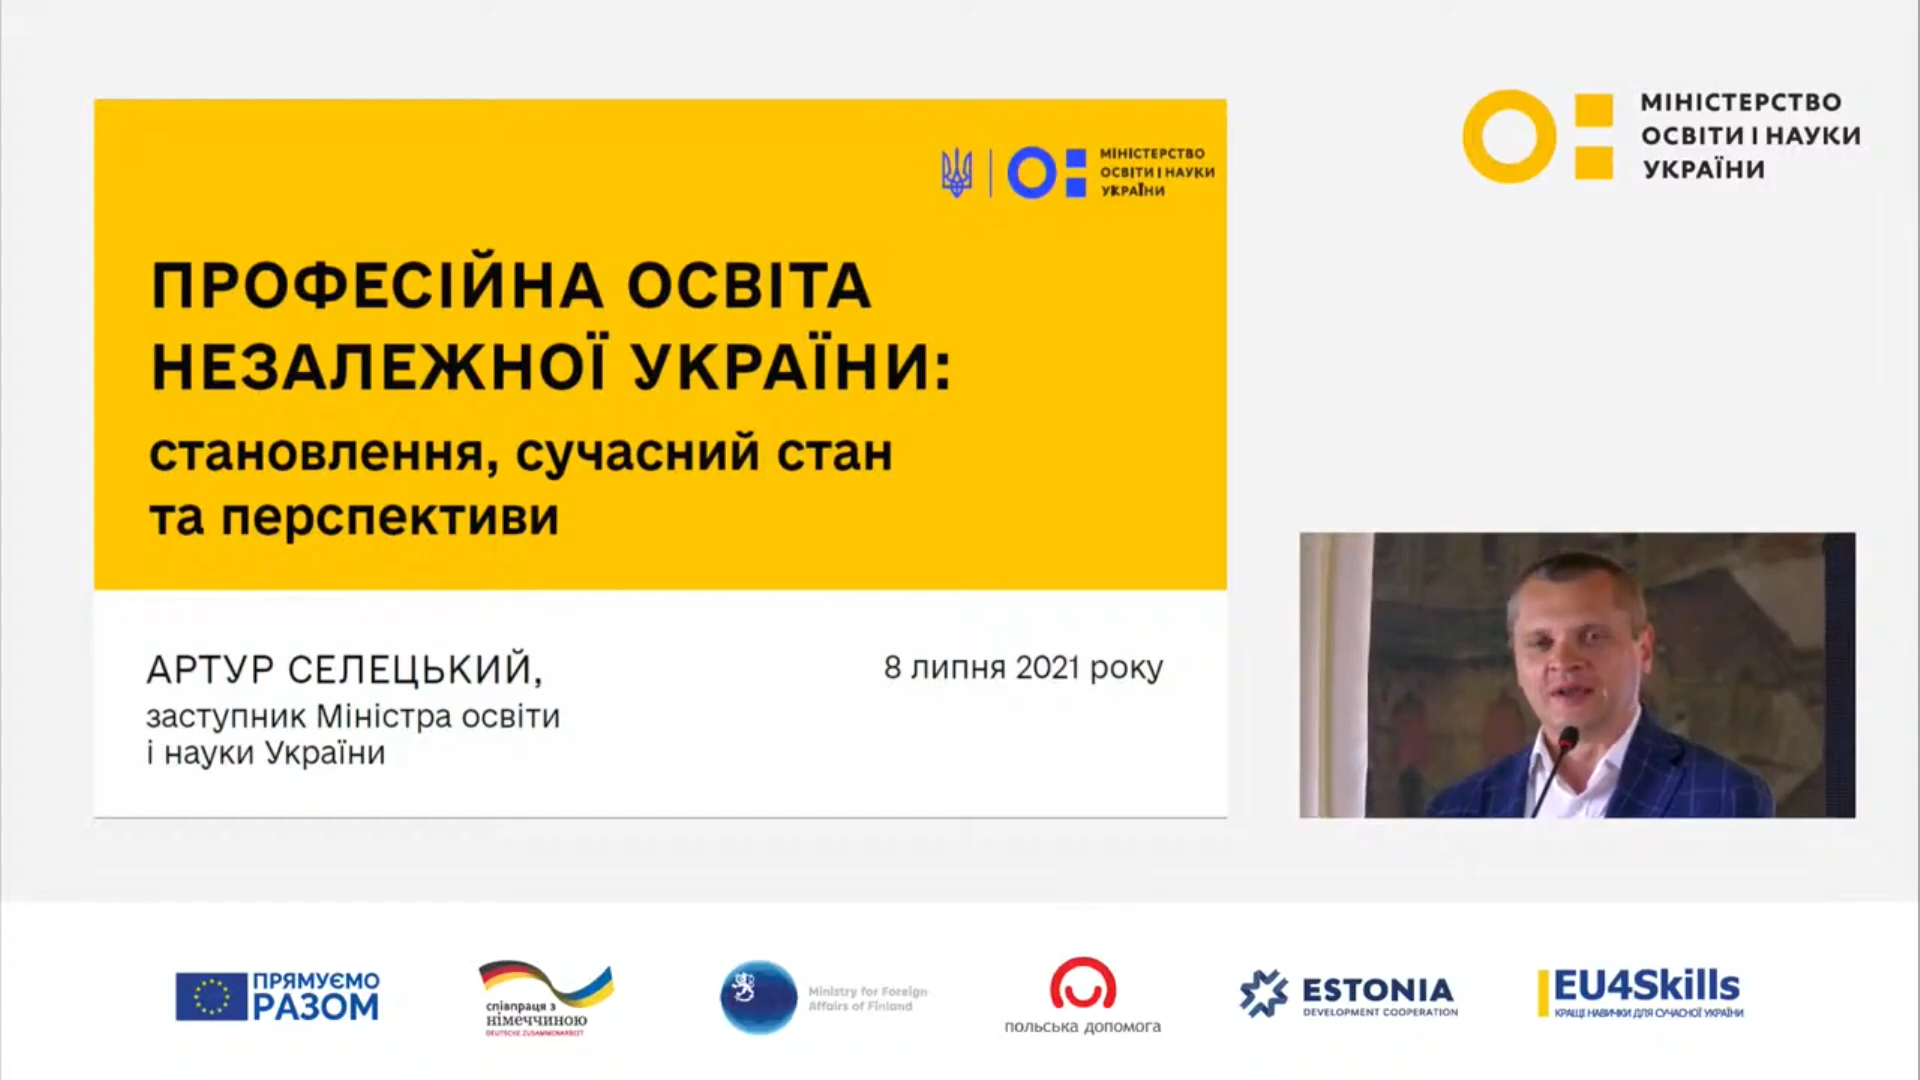 МІНІСТЕРСТВО
ОСВІТИ І НАУКИ
УКРАЇНИ
ПРОФЕСІЙНА ОСВІТА
НЕЗАЛЕЖНОЇ УКРАЇНИ:
становлення, сучасний стан
та перспективи
АРТУР СЕЛЕЦЬКИЙ,
заступник Міністра освіти
і науки України
8 липня 2021 року
МІНІСТЕРСТВО
ОСВІТИ І НАУКИ
УКРАЇНИ
ПРЯМУЄМО
РАЗОМ
співпраця з
німеччиною
DEUTSCHE ZUSAMMENARBEIT
Ministry for Foreign
Affairs of Finland
польська допомога
ESTONIA
DEVELOPMENT COOPERATION
EU4Skills
КРАЩІ НАВИЧКИ ДЛЯ СУЧАСНОЇ УКРАЇНИ